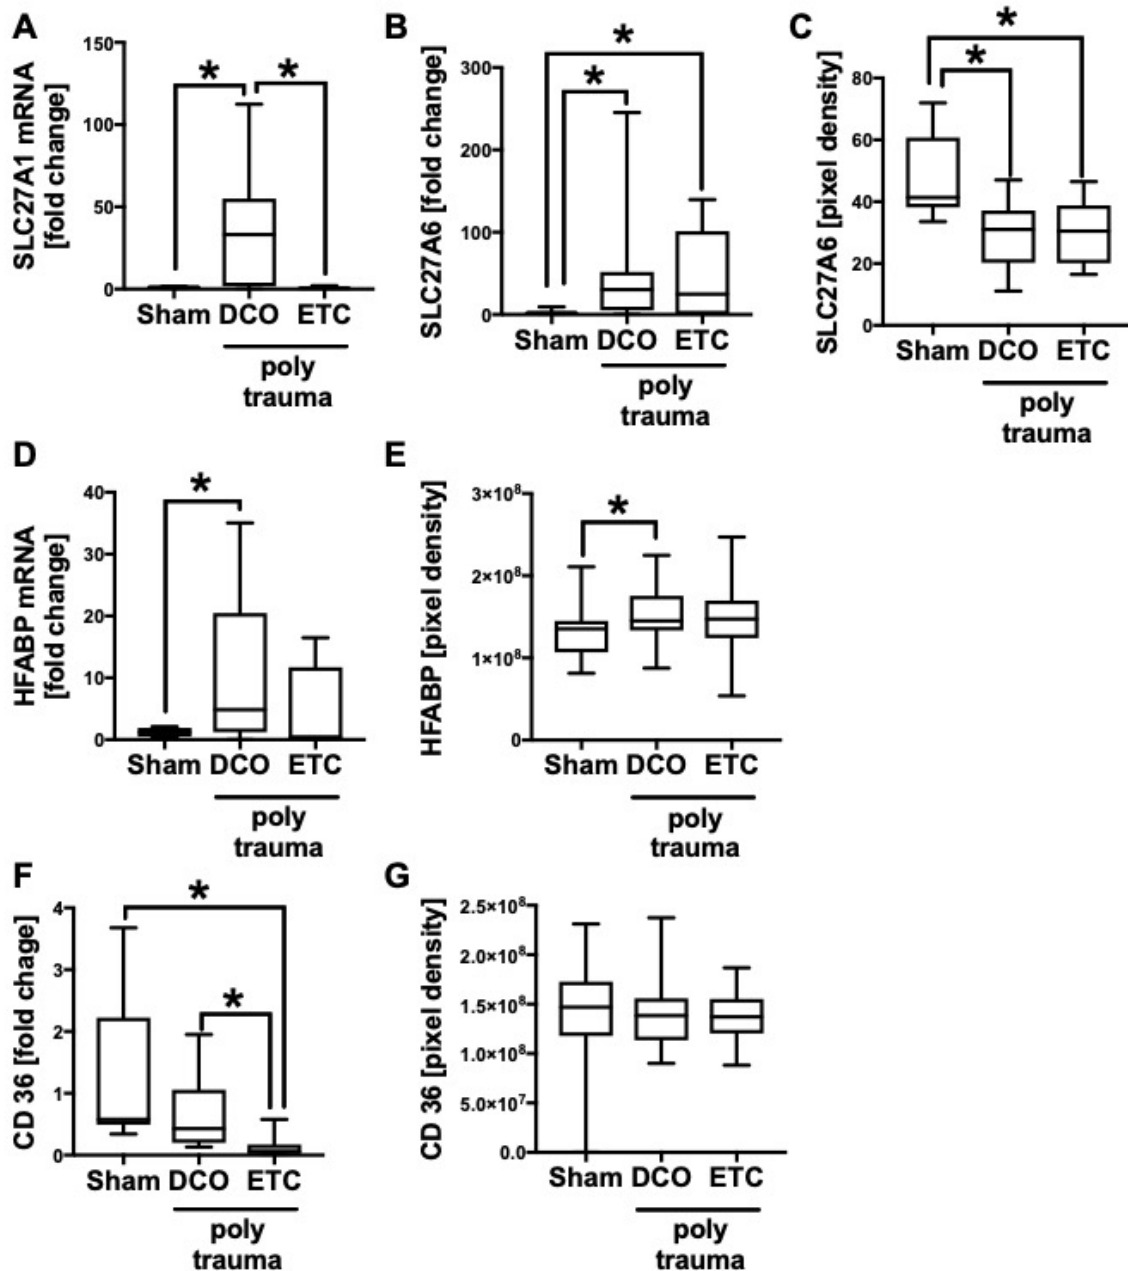 A
SLC27A1 mRNA
[fold change]
150
100
50
0
*
*
Sham DCO ETC
poly
trauma
B
SLC27A6 [fold change]
300
200
100
0
*
*
Sham DCO ETC
poly
trauma
C
SLC27A6 [pixel density]
80
60
40
20
0
*
*
Sham DCO ETC
poly
trauma
D
HFABP mRNA
[fold change]
40
30
20
10
0
*
Sham DCO ETC
poly
trauma
E
HFABP [pixel density]
3×10⁸
2×10⁸
1×10⁸
0
*
Sham DCO ETC
poly
trauma
F
CD 36 [fold chage]
4
3
2
1
0
*
*
Sham DCO ETC
poly
trauma
G
CD 36 [pixel density]
2.5×10⁸
2.0×10⁸
1.5×10⁸
1.0×10⁸
5.0×10⁷
0.0
Sham DCO ETC
poly
trauma